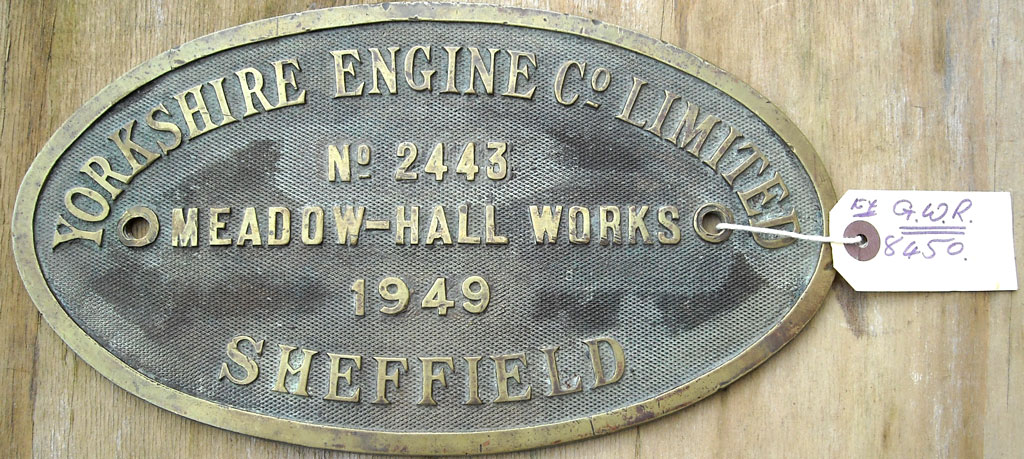 YORKSHIRE ENGINE Cº LIMITED
Nº 2443
MEADOW-HALL WORKS
1949
SHEFFIELD
EX G.W.R.
8450.